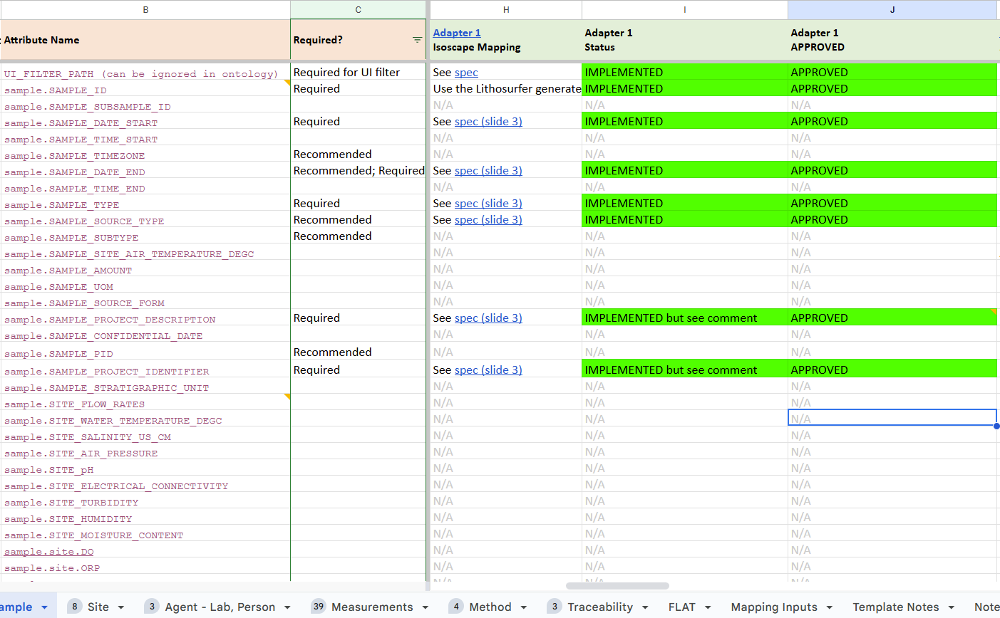 B C H I J
Attribute Name Required? Adapter 1 Isoscape Mapping Adapter 1 Status Adapter 1 APPROVED
UI_FILTER_PATH (can be ignored in ontology) Required for UI filter See spec IMPLEMENTED APPROVED
sample.SAMPLE_ID Required Use the Lithosurfer generate IMPLEMENTED APPROVED
sample.SAMPLE_SUBSAMPLE_ID N/A N/A N/A
sample.SAMPLE_DATE_START Required See spec (slide 3) IMPLEMENTED APPROVED
sample.SAMPLE_TIME_START N/A N/A N/A
sample.SAMPLE_TIMEZONE Recommended N/A N/A N/A
sample.SAMPLE_DATE_END Recommended; Required See spec (slide 3) IMPLEMENTED APPROVED
sample.SAMPLE_TIME_END N/A N/A N/A
sample.SAMPLE_TYPE Required See spec (slide 3) IMPLEMENTED APPROVED
sample.SAMPLE_SOURCE_TYPE Recommended See spec (slide 3) IMPLEMENTED APPROVED
sample.SAMPLE_SUBTYPE Recommended N/A N/A N/A
sample.SAMPLE_SITE_AIR_TEMPERATURE_DEGC N/A N/A N/A
sample.SAMPLE_AMOUNT N/A N/A N/A
sample.SAMPLE_UOM N/A N/A N/A
sample.SAMPLE_SOURCE_FORM N/A N/A N/A
sample.SAMPLE_PROJECT_DESCRIPTION Required See spec (slide 3) IMPLEMENTED but see comment APPROVED
sample.SAMPLE_CONFIDENTIAL_DATE N/A N/A N/A
sample.SAMPLE_PID Recommended N/A N/A N/A
sample.SAMPLE_PROJECT_IDENTIFIER Required See spec (slide 3) IMPLEMENTED but see comment APPROVED
sample.SAMPLE_STRATIGRAPHIC_UNIT N/A N/A N/A
sample.SITE_FLOW_RATES N/A N/A N/A
sample.SITE_WATER_TEMPERATURE_DEGC N/A N/A N/A
sample.SITE_SALINITY_US_CM N/A N/A N/A
sample.SITE_AIR_PRESSURE N/A N/A N/A
sample.SITE_pH N/A N/A N/A
sample.SITE_ELECTRICAL_CONNECTIVITY N/A N/A N/A
sample.SITE_TURBIDITY N/A N/A N/A
sample.SITE_HUMIDITY N/A N/A N/A
sample.SITE_MOISTURE_CONTENT N/A N/A N/A
sample.site.DO N/A N/A N/A
sample.site.ORP N/A N/A N/A
ample 8 Site 3 Agent - Lab, Person 39 Measurements 4 Method 3 Traceability FLAT Mapping Inputs Template Notes Note